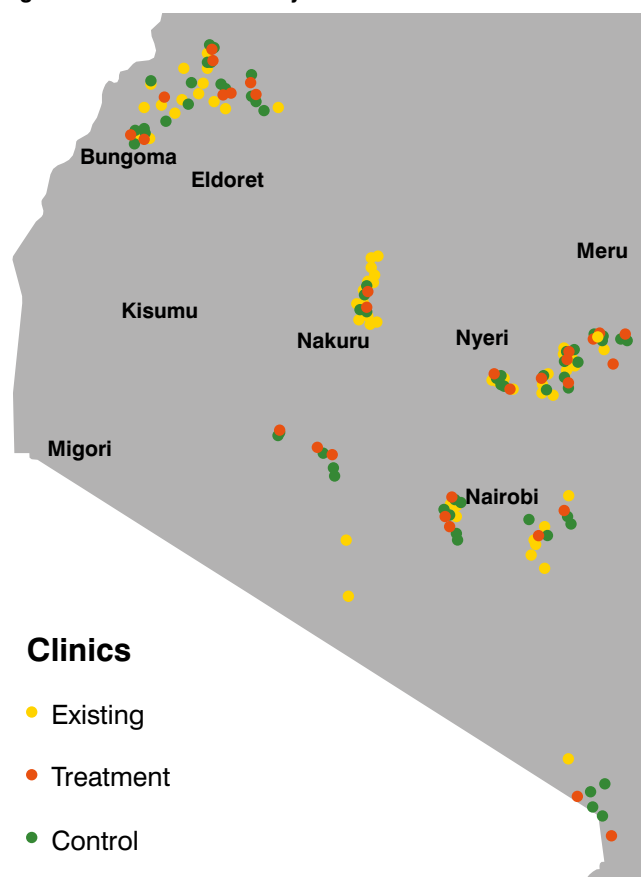 Bungoma
Eldoret
Meru
Kisumu
Nakuru
Nyeri
Migori
Nairobi
Clinics
Existing
Treatment
Control